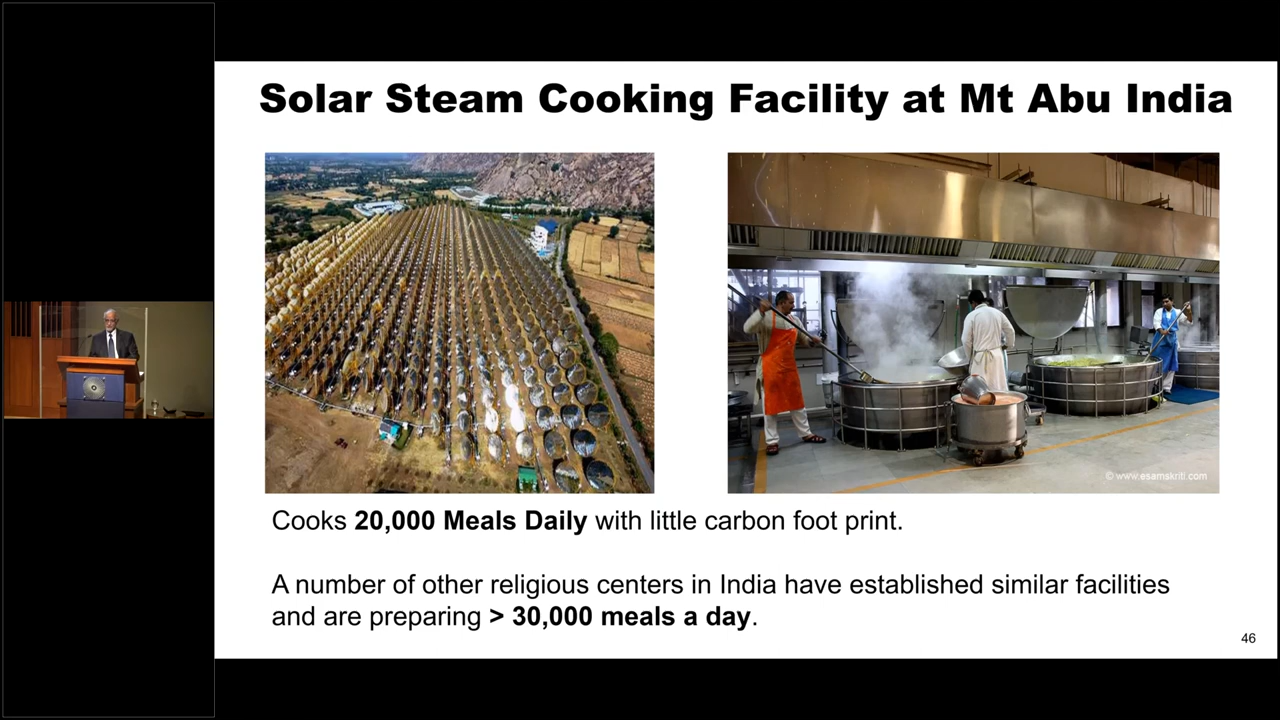 Solar Steam Cooking Facility at Mt Abu India
© www.esamskriti.com
Cooks 20,000 Meals Daily with little carbon foot print.
A number of other religious centers in India have established similar facilities
and are preparing > 30,000 meals a day.
46